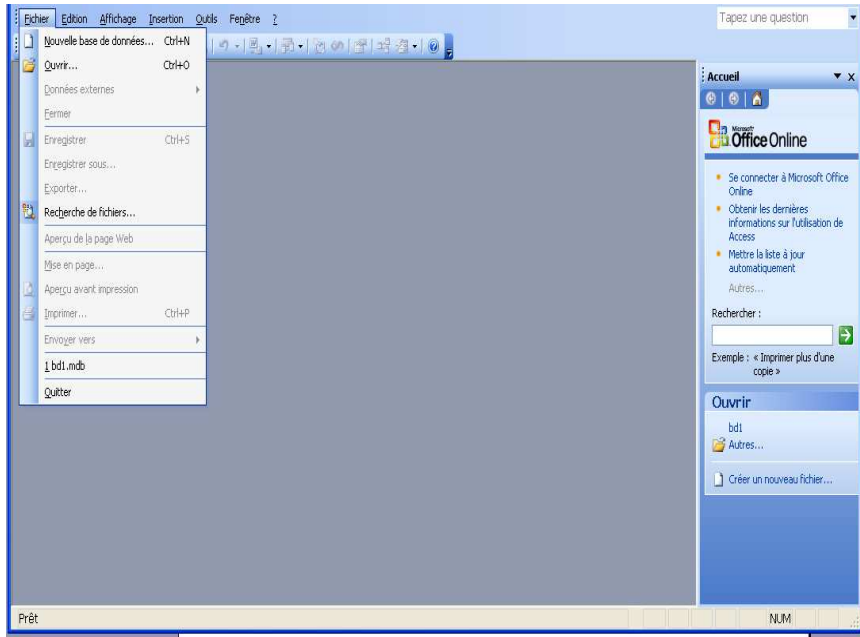 Fichier Edition Affichage Insertion Outils Fenêtre ?
Tapez une question
Nouvelle base de données... Ctrl+N
Ouvrir... Ctrl+O
Données externes
Fermer
Enregistrer Ctrl+S
Enregistrer sous...
Exporter...
Recherche de fichiers...
Aperçu de la page Web
Mise en page...
Aperçu avant impression
Imprimer... Ctrl+P
Envoyer vers
1 bd1.mdb
Quitter
Accueil
Microsoft
Office Online
Se connecter à Microsoft Office
Online
Obtenir les dernières
informations sur l'utilisation de
Access
Mettre la liste à jour
automatiquement
Autres...
Rechercher :
Exemple : « Imprimer plus d'une
copie »
Ouvrir
bd1
Autres...
Créer un nouveau fichier...
Prêt
NUM